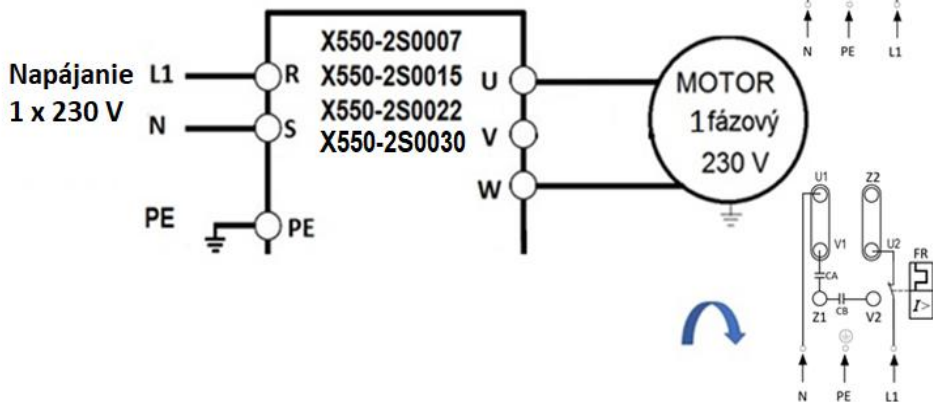 N PE L1
Napájanie
1 x 230 V
L1
N
PE
R
S
PE
X550-2S0007
X550-2S0015
X550-2S0022
X550-2S0030
U
V
W
MOTOR
1 fázový
230 V
U1 Z2
V1 U2
FR
CA
I>
Z1 CB V2
N PE L1